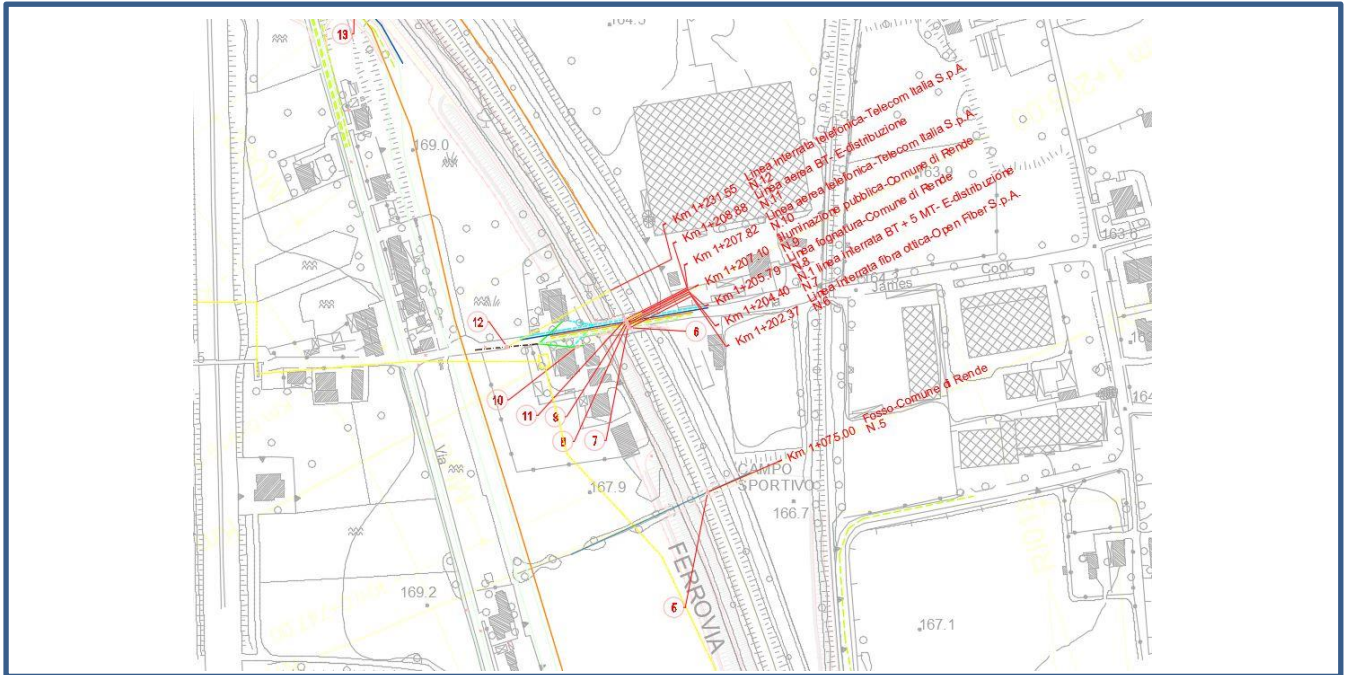 164.5
13
169.0
Km 1+231.55 Linea interrata telefonica-Telecom Italia S.p.A.
N.12
Km 1+208.88 Linea aerea BT- E-distribuzione
N.11
Km 1+207.82 Linea aerea telefonica-Telecom Italia S.p.A.
N.10
Km 1+207.10 Illuminazione pubblica-Comune di Rende
N.9
Km 1+205.79 Linea fognatura-Comune di Rende
N.8
Km 1+204.40 N.1 linea interrata BT + 5 MT- E-distribuzione
N.7
Km 1+202.37 Linea interrata fibra ottica-Open Fiber S.p.A.
N.6
163.9
163.8
James Cook
12
6
10
11
9
8
7
Km 1+075.00 Fosso-Comune di Rende
N.5
Via
CAMPO
SPORTIVO
167.9
166.7
FERROVIA
169.2
167.1